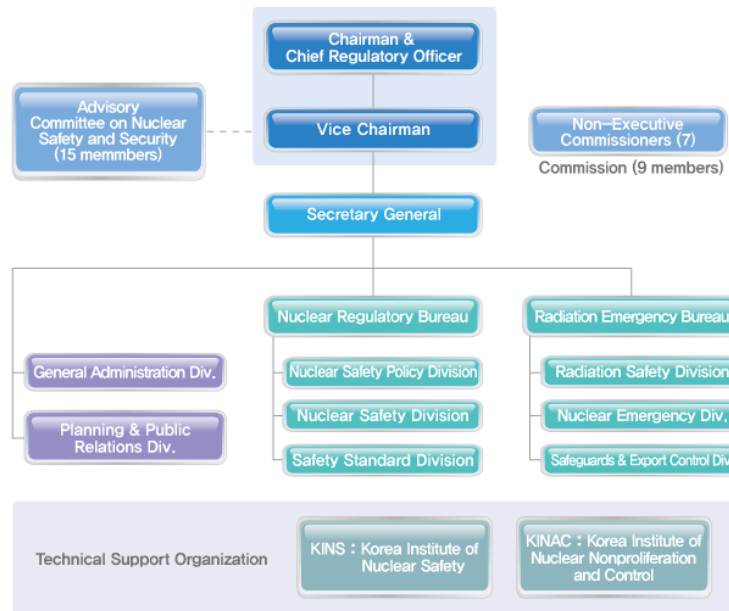 Chairman &
Chief Regulatory Officer
Advisory
Committee on Nuclear
Safety and Security
(15 memmbers)
Vice Chairman
Non-Executive
Commissioners (7)
Commission (9 members)
Secretary General
Nuclear Regulatory Bureau
Radiation Emergency Bureau
General Administration Div.
Nuclear Safety Policy Division
Radiation Safety Division
Planning & Public
Relations Div.
Nuclear Safety Division
Nuclear Emergency Div.
Safety Standard Division
Safeguards & Export Control Div
Technical Support Organization
KINS : Korea Institute of
Nuclear Safety
KINAC : Korea Institute of
Nuclear Nonproliferation
and Control